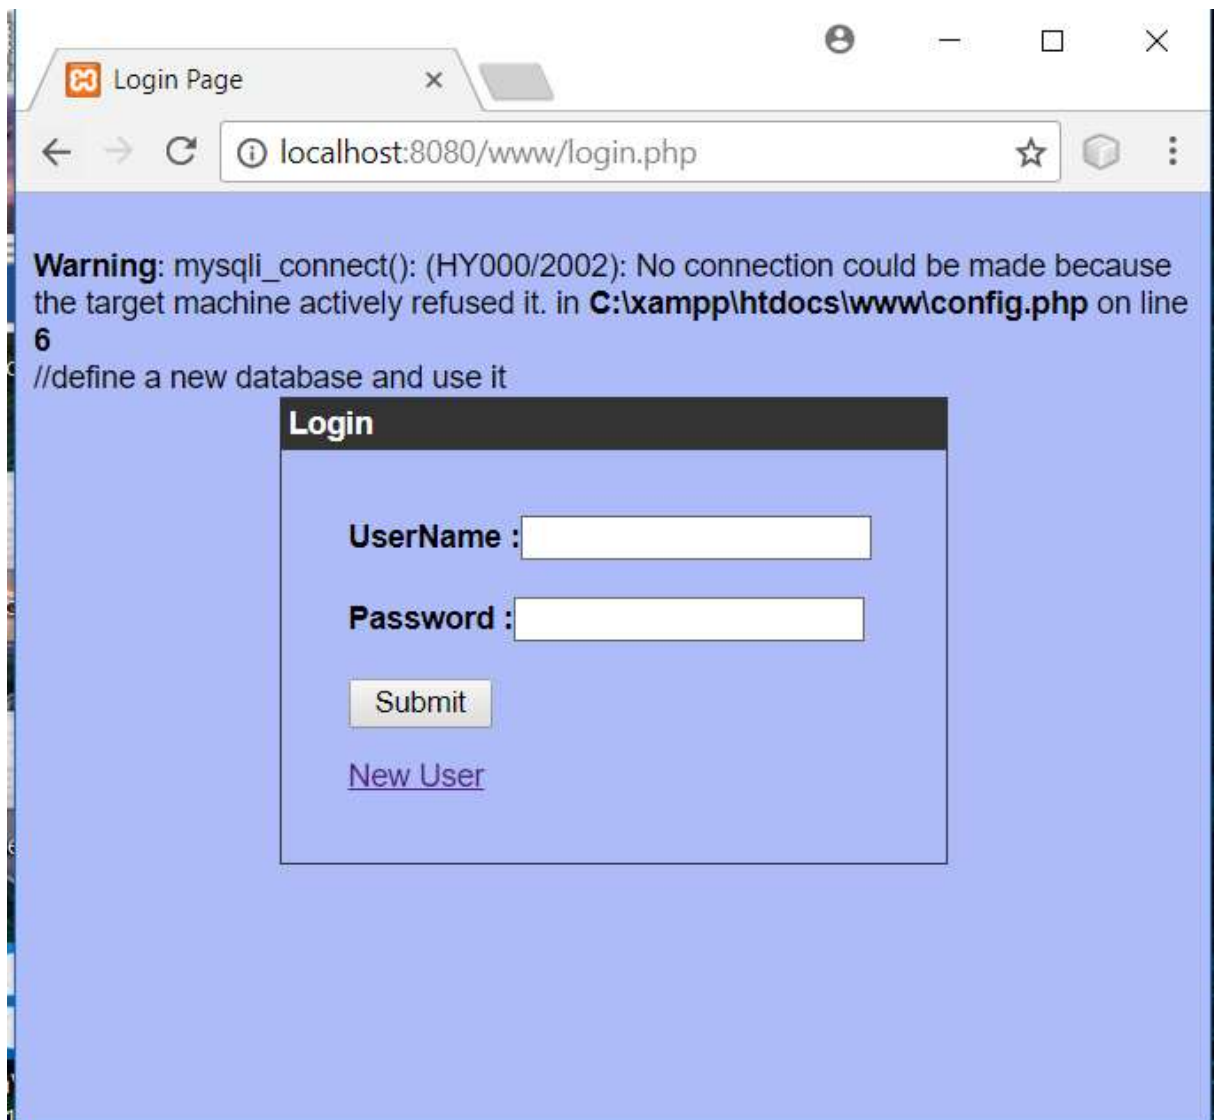 Login Page
localhost:8080/www/login.php
Warning: mysqli_connect(): (HY000/2002): No connection could be made because
the target machine actively refused it. in C:\xampp\htdocs\www\config.php on line
6
//define a new database and use it
Login
UserName :
Password :
Submit
New User